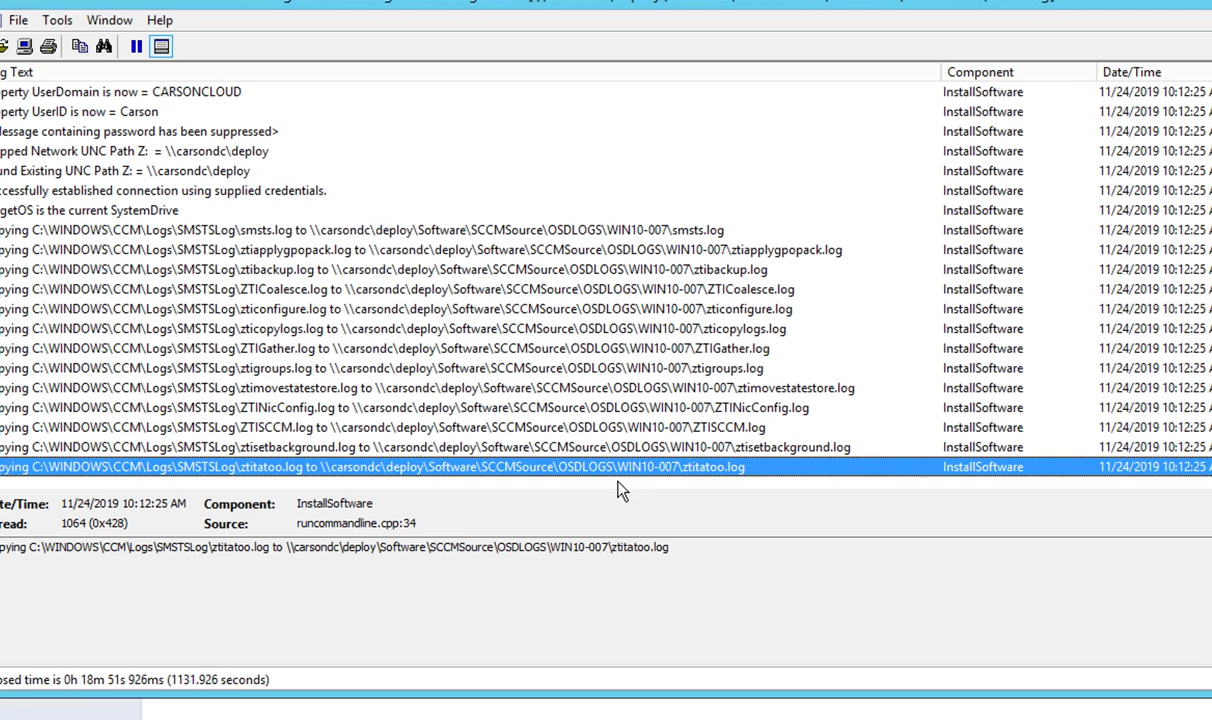 File Tools Window Help
g Text Component Date/Time
perty UserDomain is now = CARSONCLOUD InstallSoftware 11/24/2019 10:12:25 A
perty UserID is now = Carson InstallSoftware 11/24/2019 10:12:25 A
lessage containing password has been suppressed> InstallSoftware 11/24/2019 10:12:25 A
pped Network UNC Path Z: = \\carsondc\deploy InstallSoftware 11/24/2019 10:12:25 A
und Existing UNC Path Z: = \\carsondc\deploy InstallSoftware 11/24/2019 10:12:25 A
ccessfully established connection using supplied credentials. InstallSoftware 11/24/2019 10:12:25 A
getOS is the current SystemDrive InstallSoftware 11/24/2019 10:12:25 A
pying C:\WINDOWS\CCM\Logs\SMSTSLog\smsts.log to \\carsondc\deploy\Software\SCCMSource\OSDLOGS\WIN10-007\smsts.log InstallSoftware 11/24/2019 10:12:25 A
pying C:\WINDOWS\CCM\Logs\SMSTSLog\ztiapplygpopack.log to \\carsondc\deploy\Software\SCCMSource\OSDLOGS\WIN10-007\ztiapplygpopack.log InstallSoftware 11/24/2019 10:12:25 A
pying C:\WINDOWS\CCM\Logs\SMSTSLog\ztibackup.log to \\carsondc\deploy\Software\SCCMSource\OSDLOGS\WIN10-007\ztibackup.log InstallSoftware 11/24/2019 10:12:25 A
pying C:\WINDOWS\CCM\Logs\SMSTSLog\ZTICoalesce.log to \\carsondc\deploy\Software\SCCMSource\OSDLOGS\WIN10-007\ZTICoalesce.log InstallSoftware 11/24/2019 10:12:25 A
pying C:\WINDOWS\CCM\Logs\SMSTSLog\zticonfigure.log to \\carsondc\deploy\Software\SCCMSource\OSDLOGS\WIN10-007\zticonfigure.log InstallSoftware 11/24/2019 10:12:25 A
pying C:\WINDOWS\CCM\Logs\SMSTSLog\zticopylogs.log to \\carsondc\deploy\Software\SCCMSource\OSDLOGS\WIN10-007\zticopylogs.log InstallSoftware 11/24/2019 10:12:25 A
pying C:\WINDOWS\CCM\Logs\SMSTSLog\ZTIGather.log to \\carsondc\deploy\Software\SCCMSource\OSDLOGS\WIN10-007\ZTIGather.log InstallSoftware 11/24/2019 10:12:25 A
pying C:\WINDOWS\CCM\Logs\SMSTSLog\ztigroups.log to \\carsondc\deploy\Software\SCCMSource\OSDLOGS\WIN10-007\ztigroups.log InstallSoftware 11/24/2019 10:12:25 A
pying C:\WINDOWS\CCM\Logs\SMSTSLog\ztimovestatestore.log to \\carsondc\deploy\Software\SCCMSource\OSDLOGS\WIN10-007\ztimovestatestore.log InstallSoftware 11/24/2019 10:12:25 A
pying C:\WINDOWS\CCM\Logs\SMSTSLog\ZTINicConfig.log to \\carsondc\deploy\Software\SCCMSource\OSDLOGS\WIN10-007\ZTINicConfig.log InstallSoftware 11/24/2019 10:12:25 A
pying C:\WINDOWS\CCM\Logs\SMSTSLog\ZTISCCM.log to \\carsondc\deploy\Software\SCCMSource\OSDLOGS\WIN10-007\ZTISCCM.log InstallSoftware 11/24/2019 10:12:25 A
pying C:\WINDOWS\CCM\Logs\SMSTSLog\ztisetbackground.log to \\carsondc\deploy\Software\SCCMSource\OSDLOGS\WIN10-007\ztisetbackground.log InstallSoftware 11/24/2019 10:12:25 A
pying C:\WINDOWS\CCM\Logs\SMSTSLog\ztitatoo.log to \\carsondc\deploy\Software\SCCMSource\OSDLOGS\WIN10-007\ztitatoo.log InstallSoftware 11/24/2019 10:12:25 A
te/Time: 11/24/2019 10:12:25 AM Component: InstallSoftware
read: 1064 (0x428) Source: runcommandline.cpp:34
pying C:\WINDOWS\CCM\Logs\SMSTSLog\ztitatoo.log to \\carsondc\deploy\Software\SCCMSource\OSDLOGS\WIN10-007\ztitatoo.log
psed time is 0h 18m 51s 926ms (1131.926 seconds)